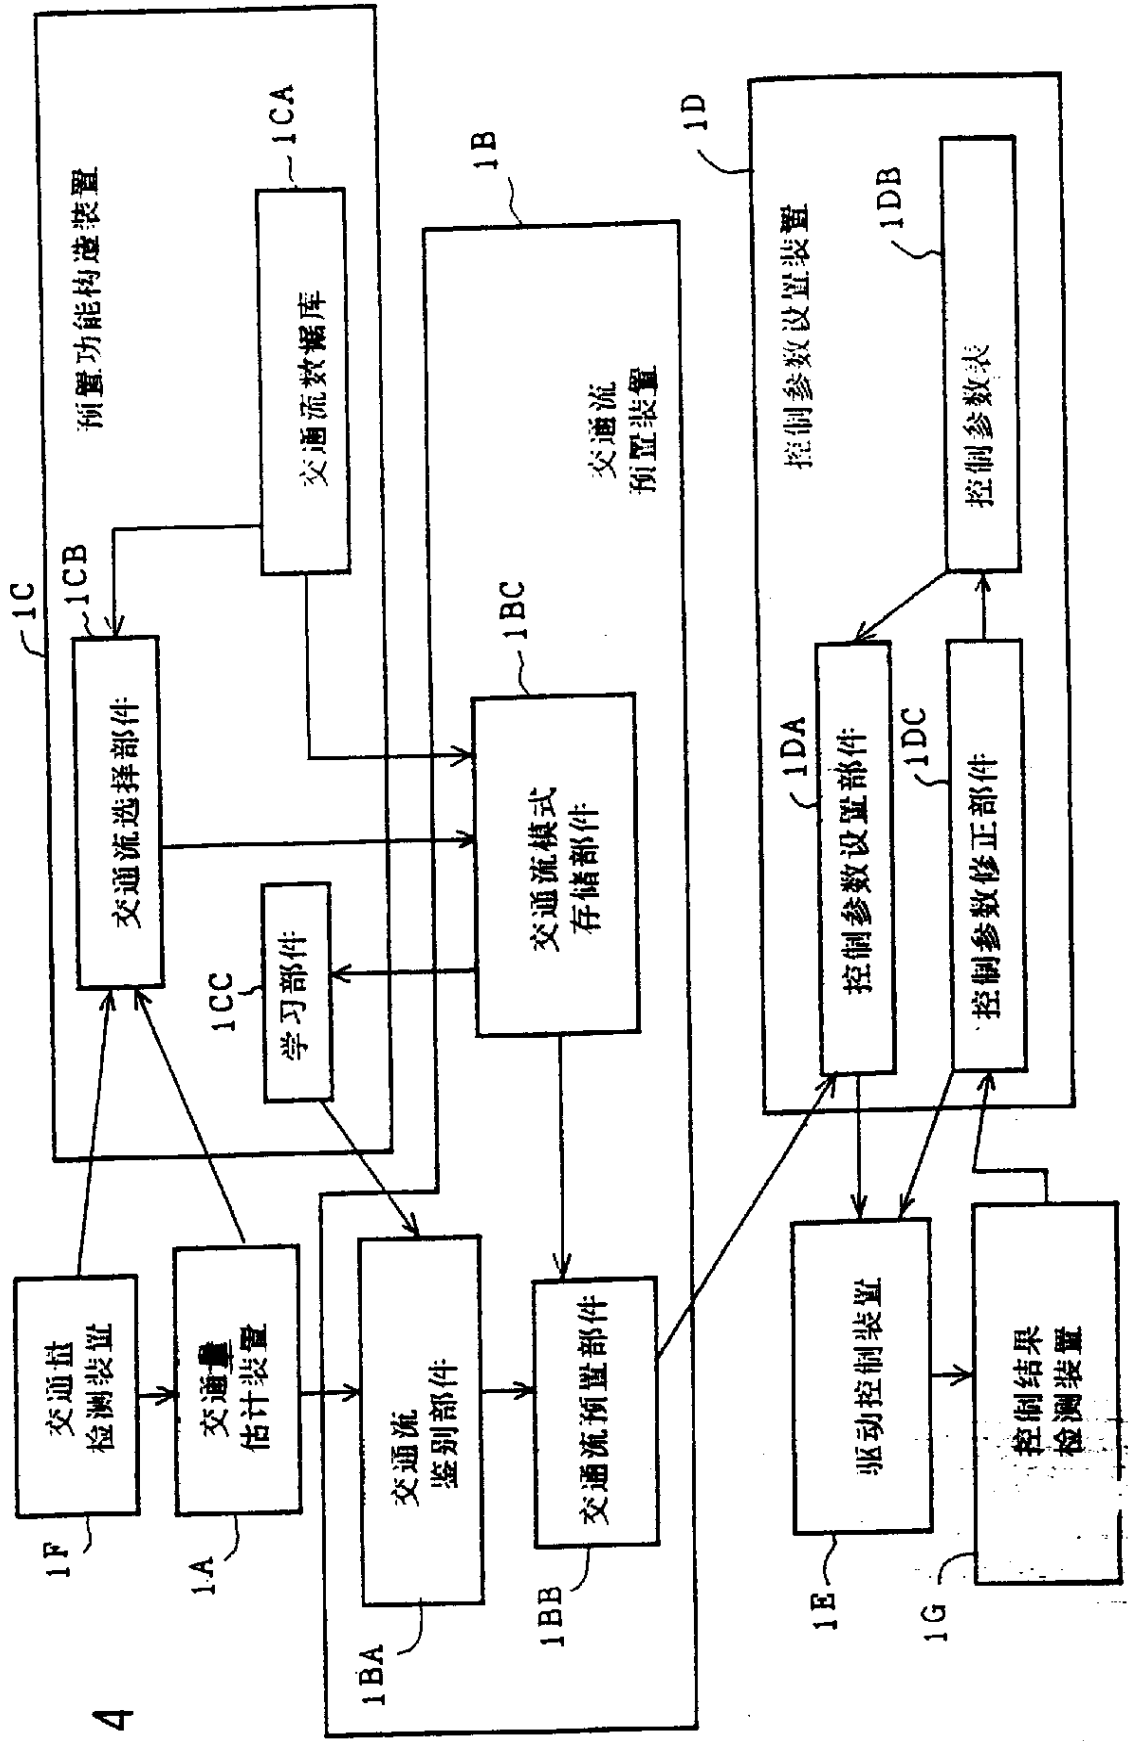 4
1F
交通量
检测装置
1A
交通量
估计装置
1C
预置功能构造装置
1CB
交通流选择部件
1CA
交通流数据库
1CC
学习部件
1B
交通流
预置装置
1BA
交通流
鉴别部件
1BC
交通流模式
存储部件
1BB
交通流预置部件
1D
控制参数设置装置
1DA
控制参数设置部件
1DB
控制参数表
1DC
控制参数修正部件
1E
驱动控制装置
1G
控制结果
检测装置